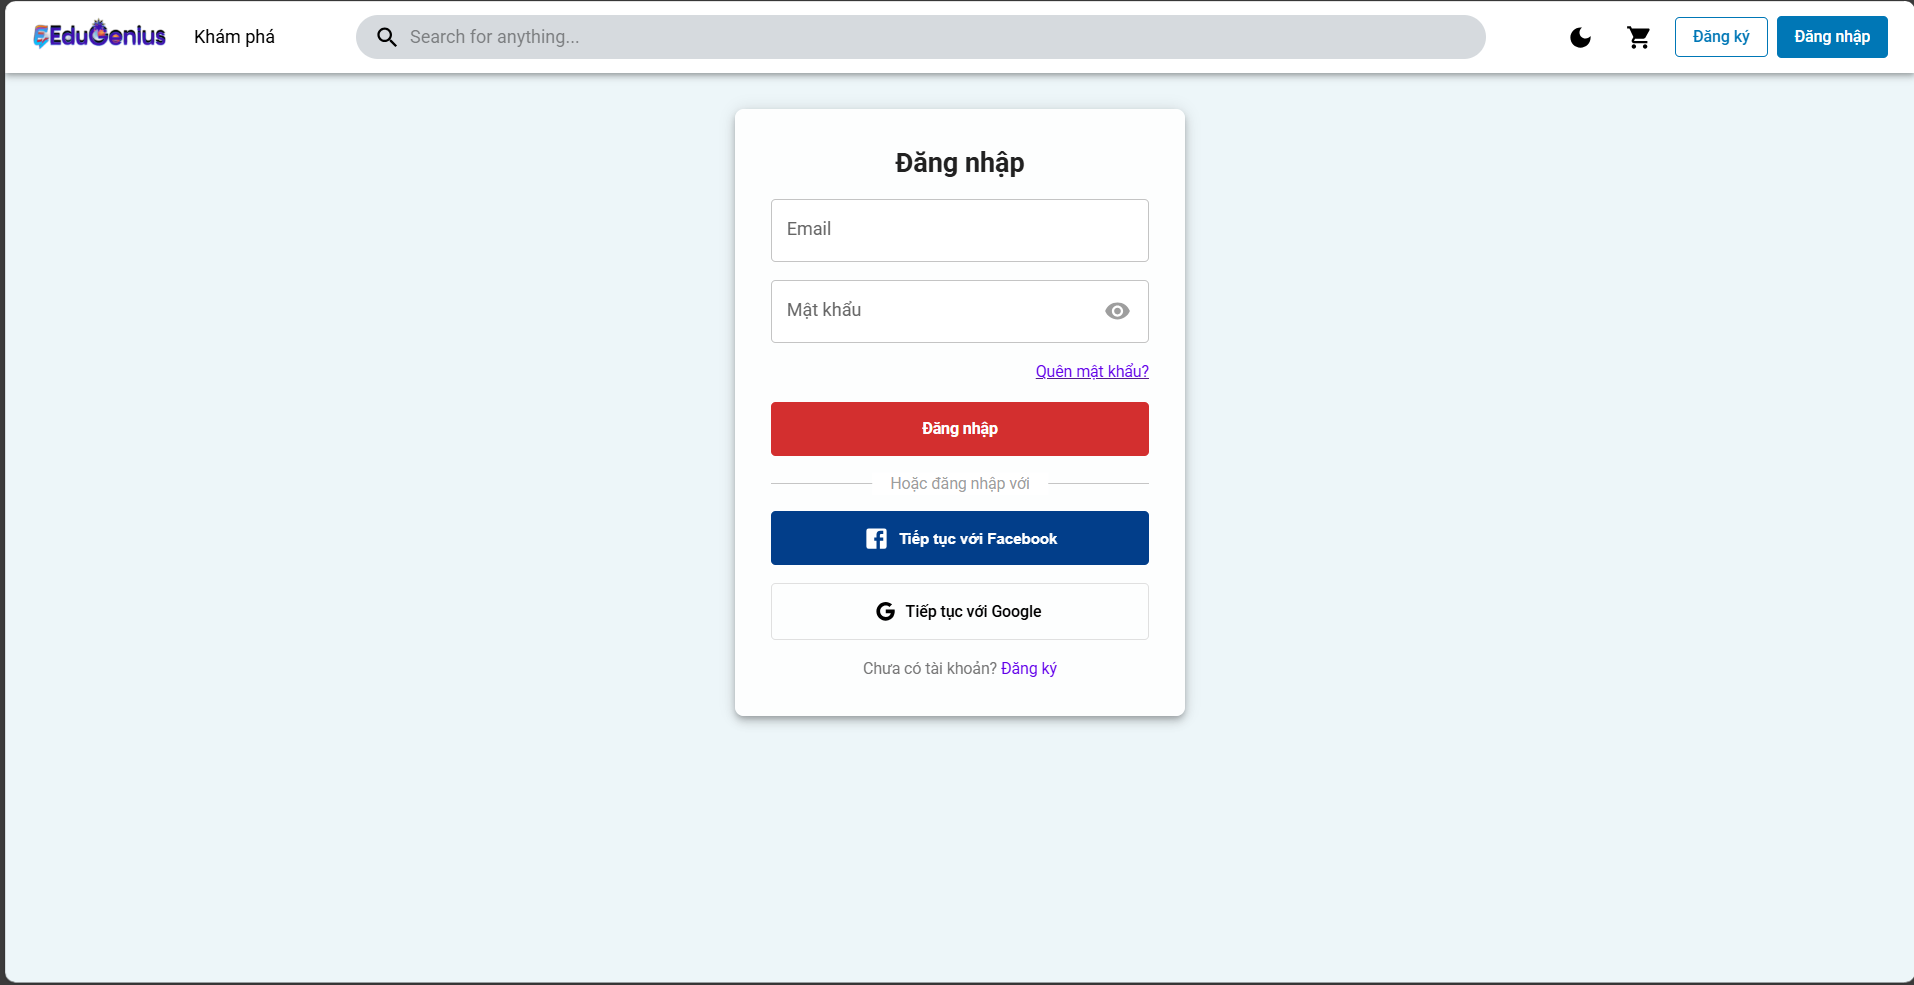 EduGenius
Khám phá
Search for anything...
Đăng ký
Đăng nhập
Đăng nhập
Email
Mật khẩu
Quên mật khẩu?
Đăng nhập
Hoặc đăng nhập với
Tiếp tục với Facebook
Tiếp tục với Google
Chưa có tài khoản? Đăng ký